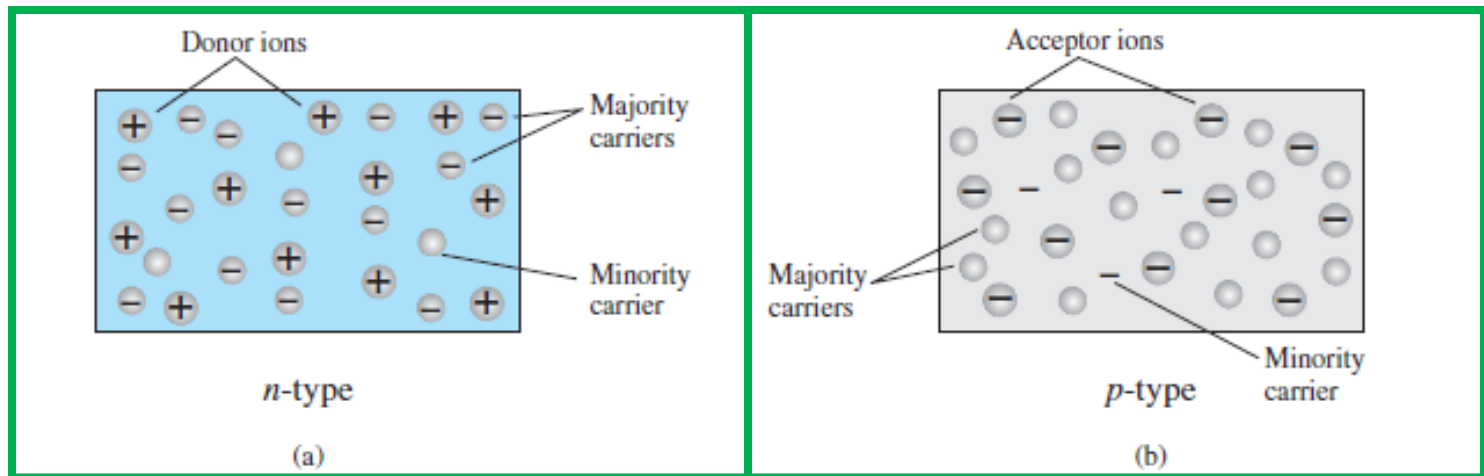 Donor ions
Majority
carriers
Minority
carrier
n-type
(a)
Acceptor ions
Majority
carriers
Minority
carrier
p-type
(b)